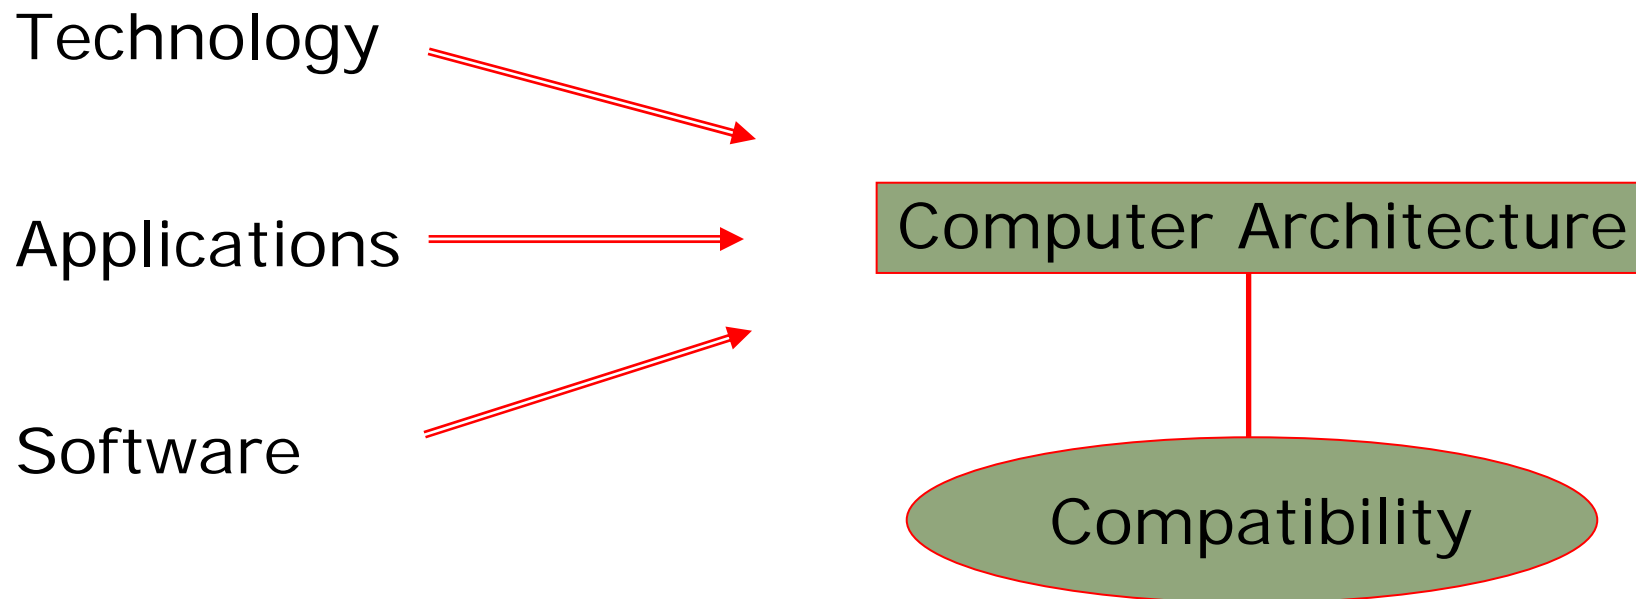 Technology
Applications
Software
Computer Architecture
Compatibility